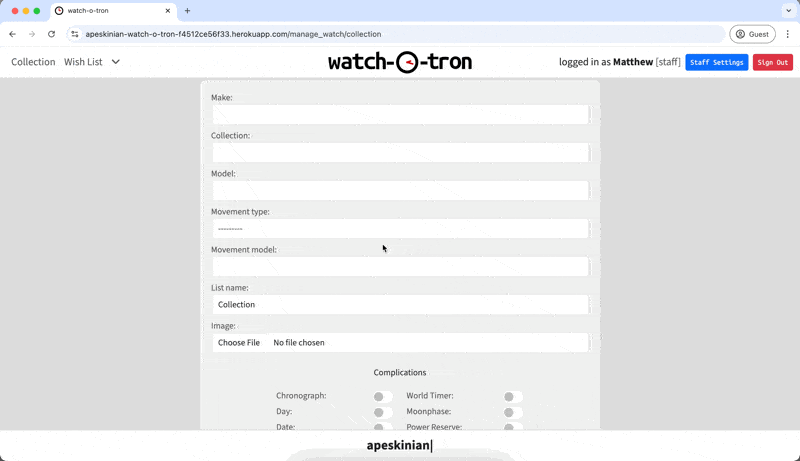 watch-o-tron
apeskinian-watch-o-tron-f4512ce56f33.herokuapp.com/manage_watch/collection
Guest
Collection Wish List
watch-o-tron
logged in as Matthew [staff] Staff Settings Sign Out
Make:
Collection:
Model:
Movement type:
---------
Movement model:
List name:
Collection
Image:
Choose File No file chosen
Complications
Chronograph: World Timer:
Day: Moonphase:
Date: Power Reserve:
apeskinian|